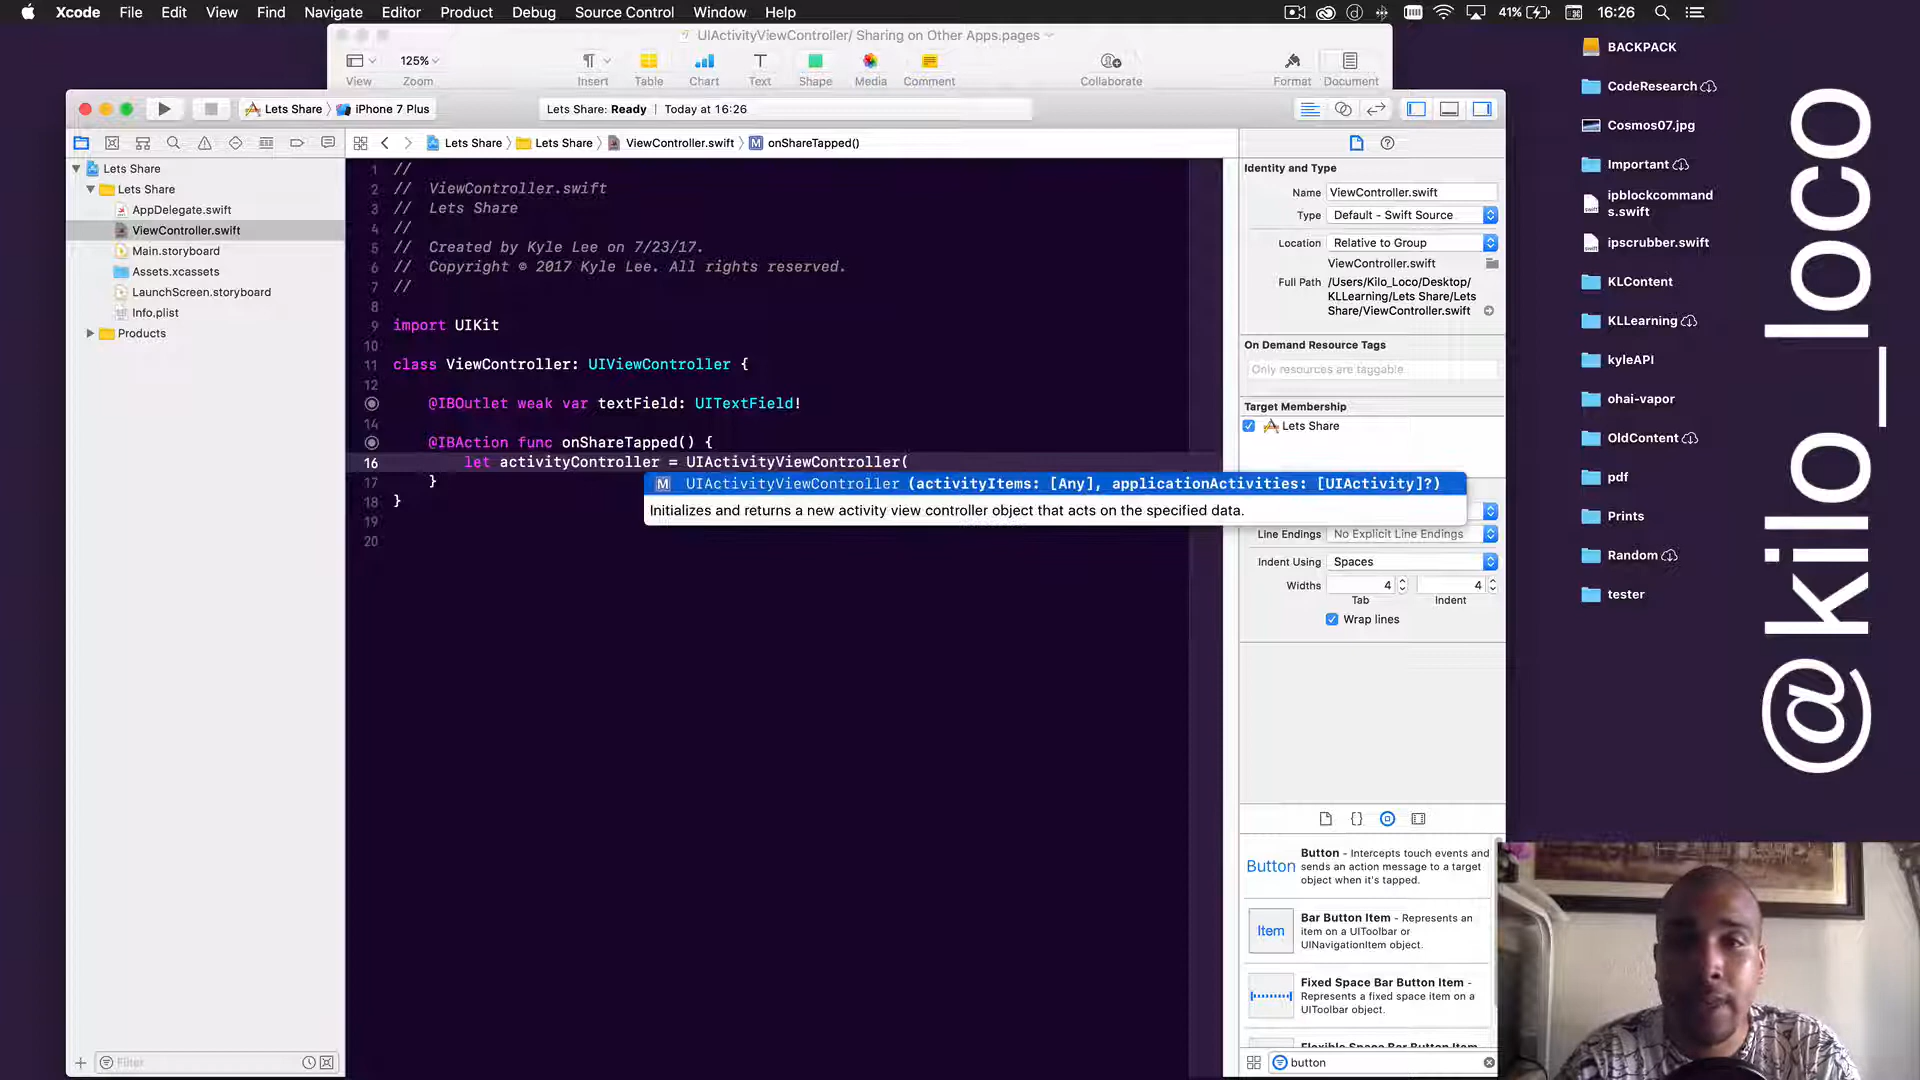 Xcode File Edit View Find Navigate Editor Product Debug Source Control Window Help 41% 16:26
UIActivityViewController/ Sharing on Other Apps.pages
125%
View Zoom Insert Table Chart Text Shape Media Comment Collaborate Format Document
Lets Share iPhone 7 Plus Lets Share: Ready | Today at 16:26
Lets Share Lets Share ViewController.swift M onShareTapped()
Lets Share
Lets Share
AppDelegate.swift
ViewController.swift
Main.storyboard
Assets.xcassets
LaunchScreen.storyboard
Info.plist
Products
Filter
1 //
2 // ViewController.swift
3 // Lets Share
4 //
5 // Created by Kyle Lee on 7/23/17.
6 // Copyright © 2017 Kyle Lee. All rights reserved.
7 //
8
9 import UIKit
10
11 class ViewController: UIViewController {
12
@IBOutlet weak var textField: UITextField!
14
@IBAction func onShareTapped() {
16 let activityController = UIActivityViewController(
17 }
18 }
19
20
M UIActivityViewController (activityItems: [Any], applicationActivities: [UIActivity]?)
Initializes and returns a new activity view controller object that acts on the specified data.
Identity and Type
Name ViewController.swift
Type Default - Swift Source
Location Relative to Group
ViewController.swift
Full Path /Users/Kilo_Loco/Desktop/
KLLearning/Lets Share/Lets
Share/ViewController.swift
On Demand Resource Tags
Only resources are taggable
Target Membership
Lets Share
Line Endings No Explicit Line Endings
Indent Using Spaces
Widths 4 4
Tab Indent
Wrap lines
{}
Button Button - Intercepts touch events and
sends an action message to a target
object when it's tapped.
Item Bar Button Item - Represents an
item on a UIToolbar or
UINavigationItem object.
Fixed Space Bar Button Item -
Represents a fixed space item on a
UIToolbar object.
Flexible Space Bar Button Item
button
BACKPACK
CodeResearch
Cosmos07.jpg
Important
ipblockcommand
s.swift
ipscrubber.swift
KLContent
KLLearning
kyleAPI
ohai-vapor
OldContent
pdf
Prints
Random
tester
@kilo_loco